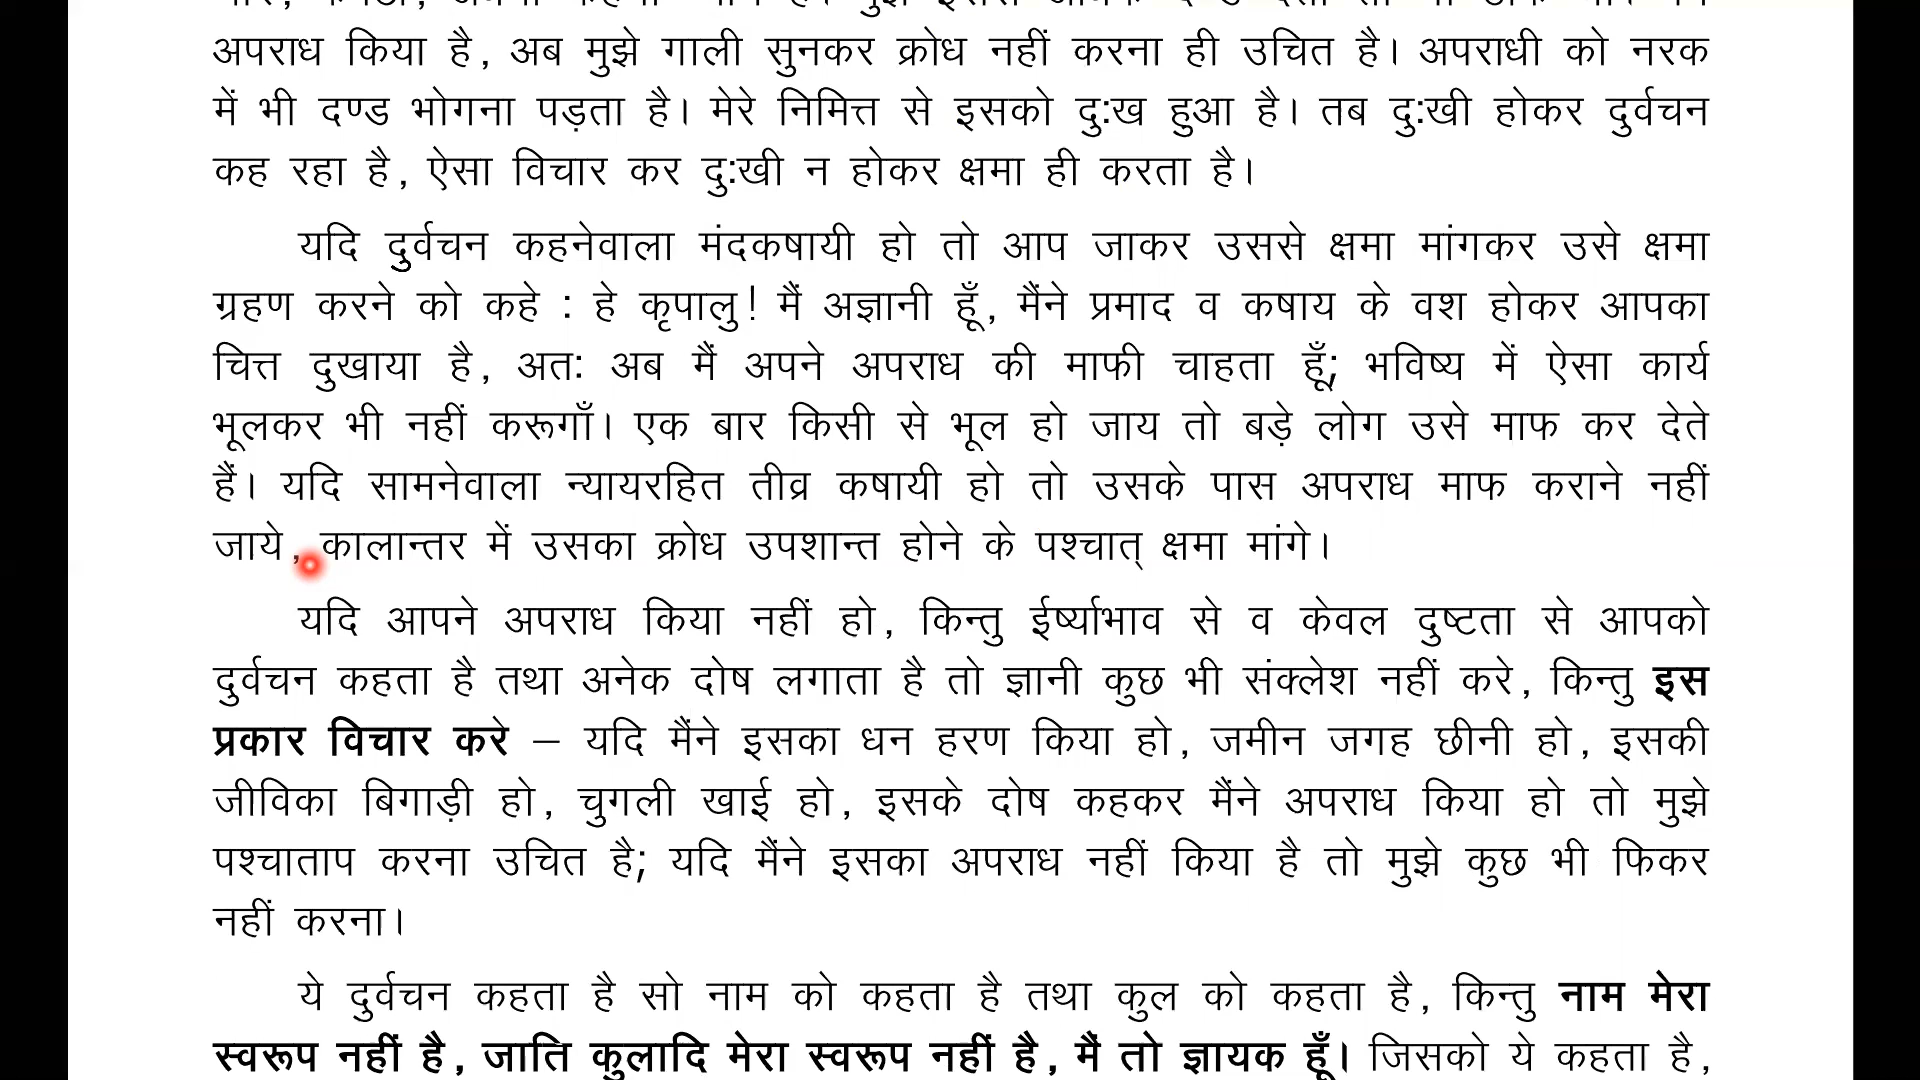 अपराध किया है, अब मुझे गाली सुनकर क्रोध नहीं करना ही उचित है। अपराधी को नरक
में भी दण्ड भोगना पड़ता है। मेरे निमित्त से इसको दुःख हुआ है। तब दुःखी होकर दुर्वचन
कह रहा है, ऐसा विचार कर दुःखी न होकर क्षमा ही करता है।
यदि दुर्वचन कहनेवाला मंदकषायी हो तो आप जाकर उससे क्षमा मांगकर उसे क्षमा
ग्रहण करने को कहे : हे कृपालु! मैं अज्ञानी हूँ, मैंने प्रमाद व कषाय के वश होकर आपका
चित्त दुखाया है, अतः अब मैं अपने अपराध की माफी चाहता हूँ; भविष्य में ऐसा कार्य
भूलकर भी नहीं करूगाँ। एक बार किसी से भूल हो जाय तो बड़े लोग उसे माफ कर देते
हैं। यदि सामनेवाला न्यायरहित तीव्र कषायी हो तो उसके पास अपराध माफ कराने नहीं
जाये, कालान्तर में उसका क्रोध उपशान्त होने के पश्चात् क्षमा मांगे।
यदि आपने अपराध किया नहीं हो, किन्तु ईर्ष्याभाव से व केवल दुष्टता से आपको
दुर्वचन कहता है तथा अनेक दोष लगाता है तो ज्ञानी कुछ भी संक्लेश नहीं करे, किन्तु इस
प्रकार विचार करे – यदि मैंने इसका धन हरण किया हो, जमीन जगह छीनी हो, इसकी
जीविका बिगाड़ी हो, चुगली खाई हो, इसके दोष कहकर मैंने अपराध किया हो तो मुझे
पश्चाताप करना उचित है; यदि मैंने इसका अपराध नहीं किया है तो मुझे कुछ भी फिकर
नहीं करना।
ये दुर्वचन कहता है सो नाम को कहता है तथा कुल को कहता है, किन्तु नाम मेरा
स्वरूप नहीं है, जाति कुलादि मेरा स्वरूप नहीं है, मैं तो ज्ञायक हूँ। जिसको ये कहता है,